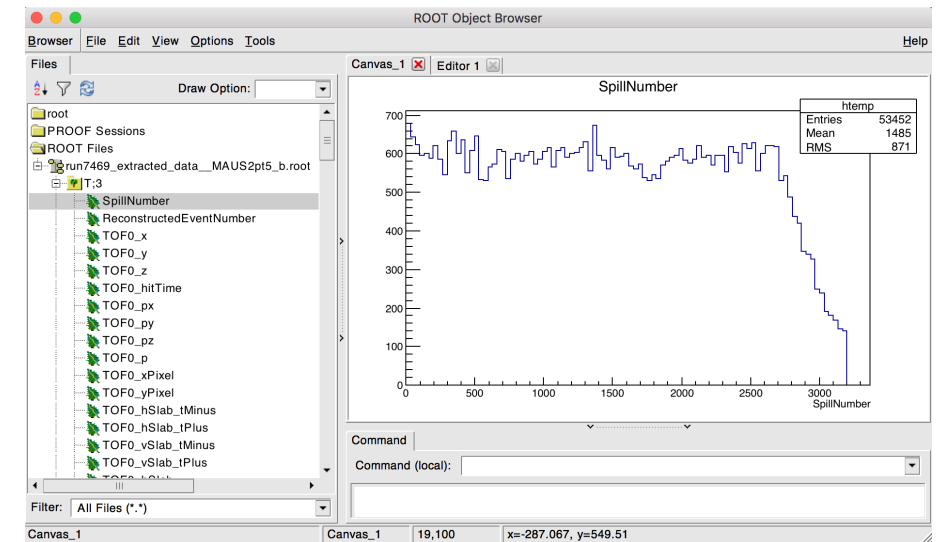 ROOT Object Browser
Browser File Edit View Options Tools Help
Files
Draw Option:
root
PROOF Sessions
ROOT Files
run7469_extracted_data__MAUS2pt5_b.root
T;3
SpillNumber
ReconstructedEventNumber
TOF0_x
TOF0_y
TOF0_z
TOF0_hitTime
TOF0_px
TOF0_py
TOF0_pz
TOF0_p
TOF0_xPixel
TOF0_yPixel
TOF0_hSlab_tMinus
TOF0_hSlab_tPlus
TOF0_vSlab_tMinus
TOF0_vSlab_tPlus
Filter: All Files (*.*)
Canvas_1 Editor 1
SpillNumber
htemp
Entries 53452
Mean 1485
RMS 871
700
600
500
400
300
200
100
0
0 500 1000 1500 2000 2500 3000
SpillNumber
Command
Command (local):
Canvas_1 Canvas_1 19,100 x=-287.067, y=549.51